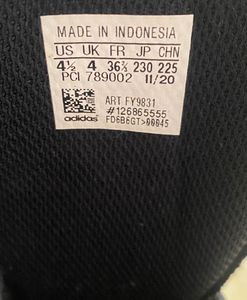 MADE IN INDONESIA
US UK FR JP CHN
4½ 4 36⅔ 230 225
PCI 789002 11/20
ART FY9831
#126865555
adidas FD6B6GT>00045